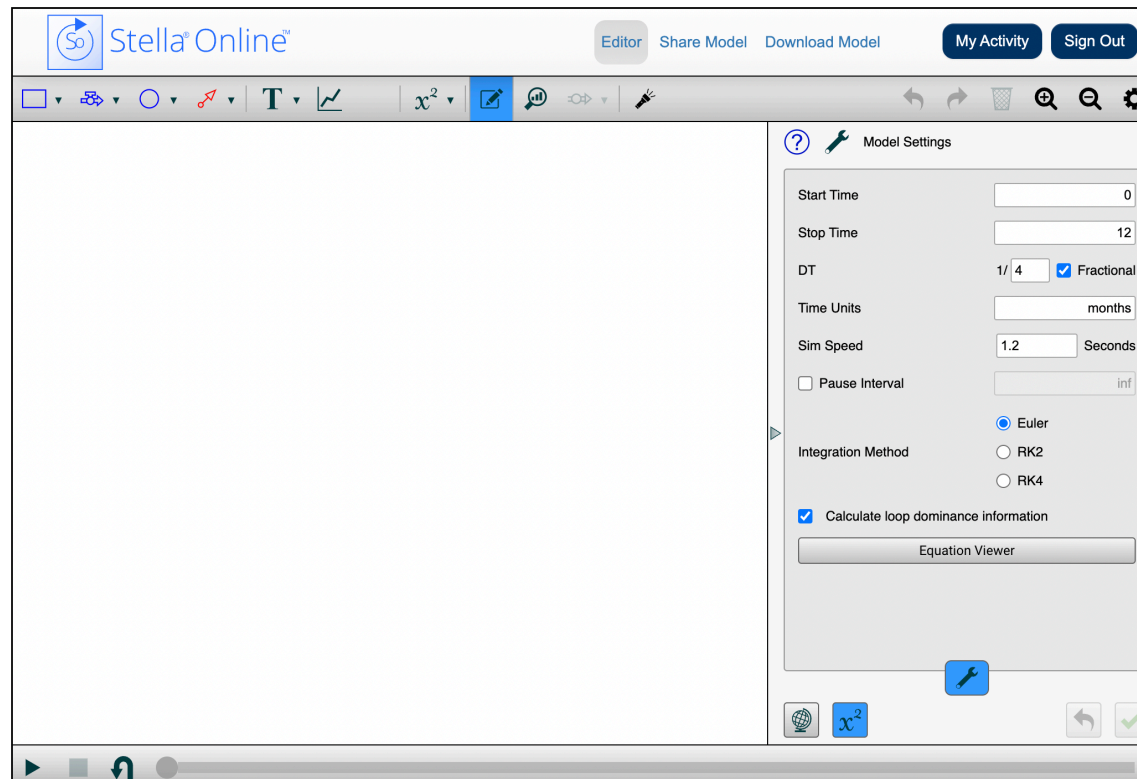 So Stella® Online™
Editor Share Model Download Model My Activity Sign Out
T x²
? Model Settings
Start Time 0
Stop Time 12
DT 1/ 4 Fractional
Time Units months
Sim Speed 1.2 Seconds
Pause Interval inf
Euler
Integration Method RK2
RK4
Calculate loop dominance information
Equation Viewer
x²